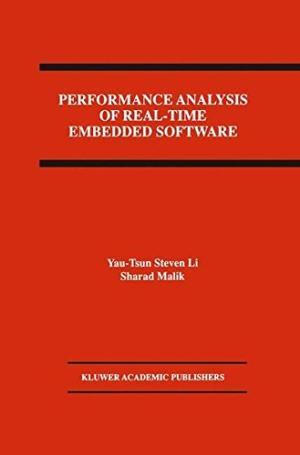 PERFORMANCE ANALYSIS
OF REAL-TIME
EMBEDDED SOFTWARE
Yau-Tsun Steven Li
Sharad Malik
KLUWER ACADEMIC PUBLISHERS